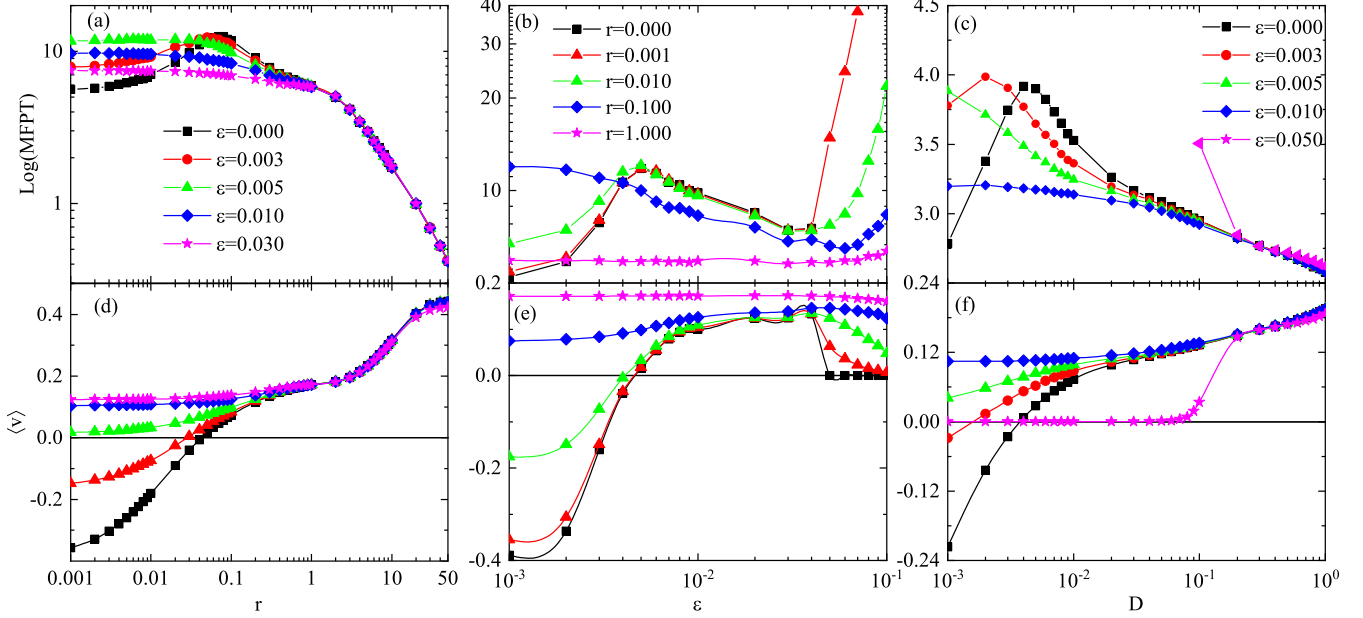 (a)
10
1
Log(MFPT)
ε=0.000
ε=0.003
ε=0.005
ε=0.010
ε=0.030
(b)
40
30
20
10
0.2
r=0.000
r=0.001
r=0.010
r=0.100
r=1.000
(c)
4.5
4.0
3.5
3.0
0.24
ε=0.000
ε=0.003
ε=0.005
ε=0.010
ε=0.050
(d)
0.4
0.2
0.0
-0.2
⟨v⟩
0.001 0.01 0.1 1 10 50
r
(e)
0.2
0.0
-0.2
-0.4
10⁻³ 10⁻² 10⁻¹
ε
(f)
0.12
0.00
-0.12
-0.24
10⁻³ 10⁻² 10⁻¹ 10⁰
D